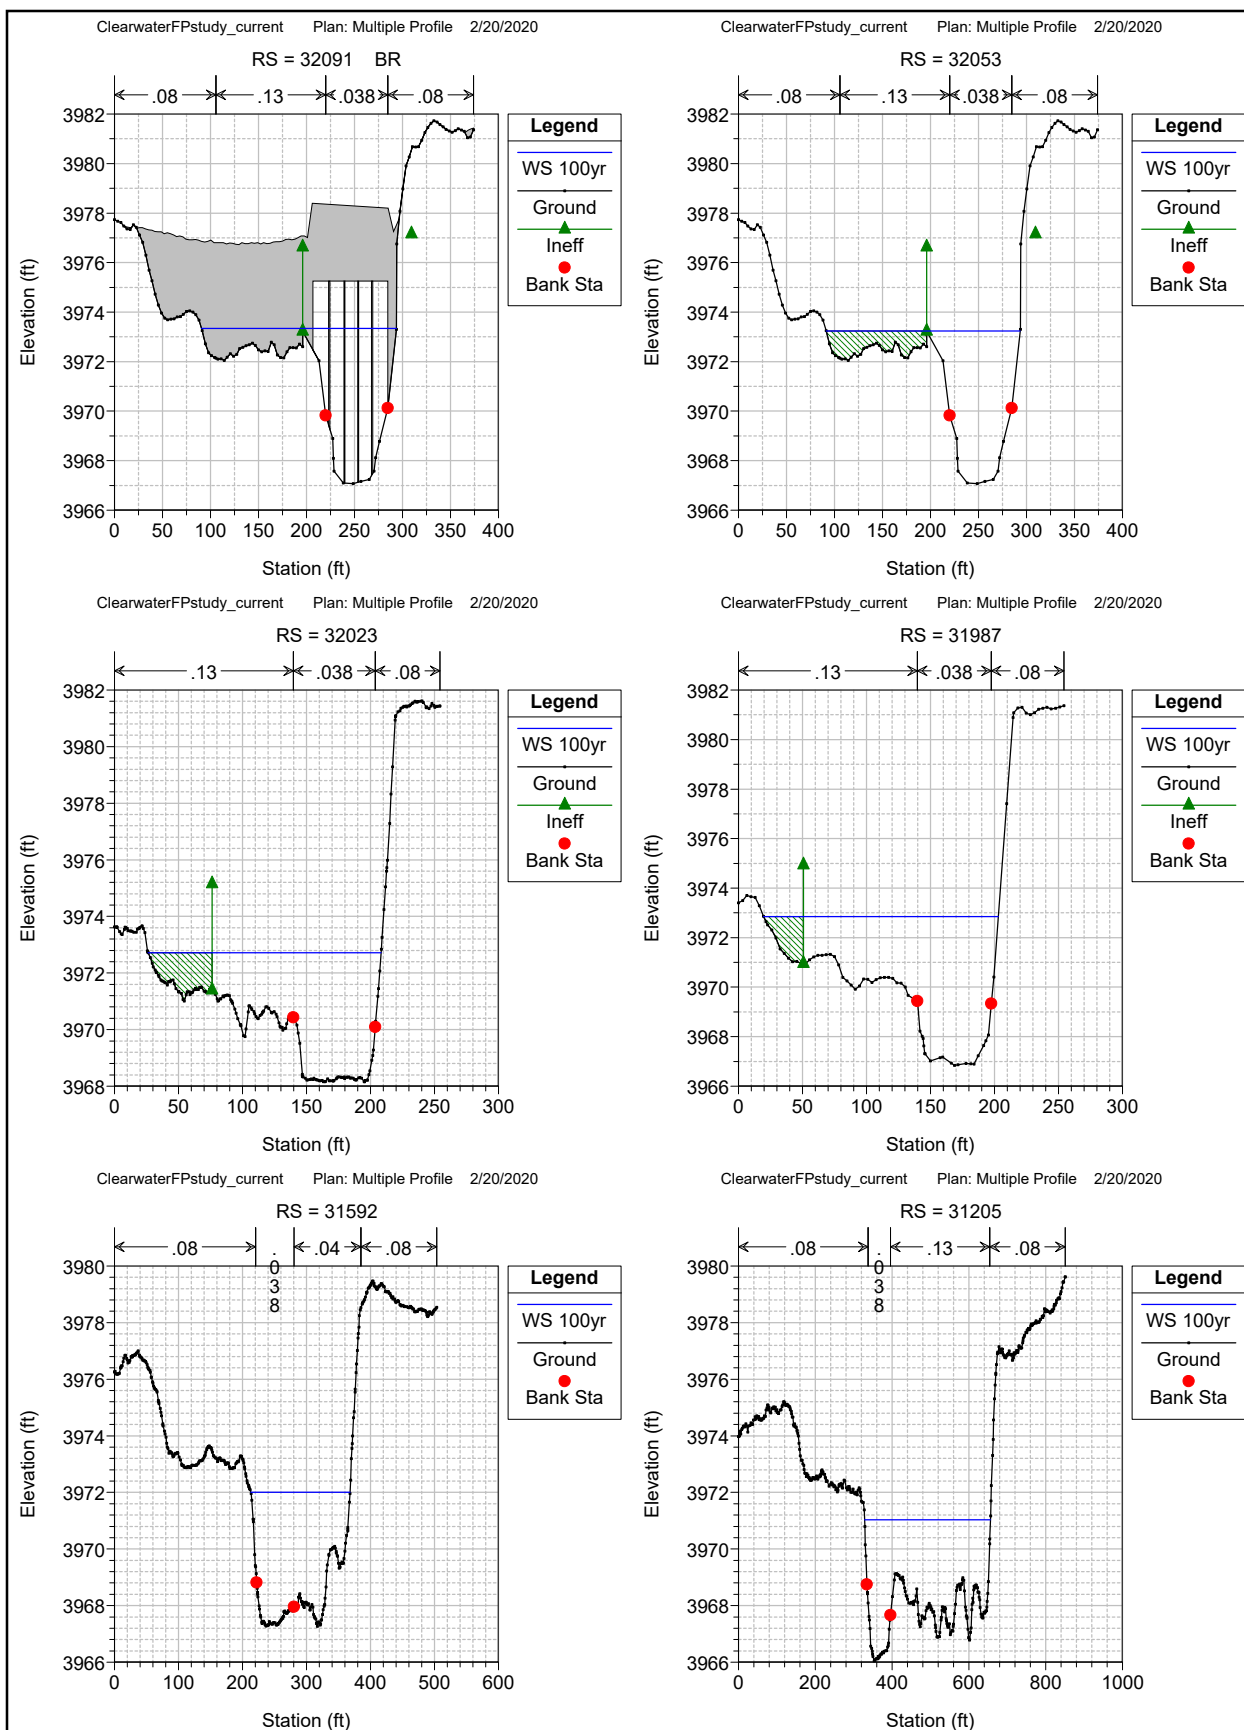 ClearwaterFPstudy_current Plan: Multiple Profile 2/20/2020
RS = 32091 BR
.08 .13 .038 .08
3982
3980
3978
3976
3974
3972
3970
3968
3966
0 50 100 150 200 250 300 350 400
Station (ft)
Elevation (ft)
Legend
WS 100yr
Ground
Ineff
Bank Sta
ClearwaterFPstudy_current Plan: Multiple Profile 2/20/2020
RS = 32053
.08 .13 .038 .08
3982
3980
3978
3976
3974
3972
3970
3968
3966
0 50 100 150 200 250 300 350 400
Station (ft)
Elevation (ft)
Legend
WS 100yr
Ground
Ineff
Bank Sta
ClearwaterFPstudy_current Plan: Multiple Profile 2/20/2020
RS = 32023
.13 .038 .08
3982
3980
3978
3976
3974
3972
3970
3968
0 50 100 150 200 250 300
Station (ft)
Elevation (ft)
Legend
WS 100yr
Ground
Ineff
Bank Sta
ClearwaterFPstudy_current Plan: Multiple Profile 2/20/2020
RS = 31987
.13 .038 .08
3982
3980
3978
3976
3974
3972
3970
3968
3966
0 50 100 150 200 250 300
Station (ft)
Elevation (ft)
Legend
WS 100yr
Ground
Ineff
Bank Sta
ClearwaterFPstudy_current Plan: Multiple Profile 2/20/2020
RS = 31592
.08 .038 .04 .08
3980
3978
3976
3974
3972
3970
3968
3966
0 100 200 300 400 500 600
Station (ft)
Elevation (ft)
Legend
WS 100yr
Ground
Bank Sta
ClearwaterFPstudy_current Plan: Multiple Profile 2/20/2020
RS = 31205
.08 .038 .13 .08
3980
3978
3976
3974
3972
3970
3968
3966
0 200 400 600 800 1000
Station (ft)
Elevation (ft)
Legend
WS 100yr
Ground
Bank Sta